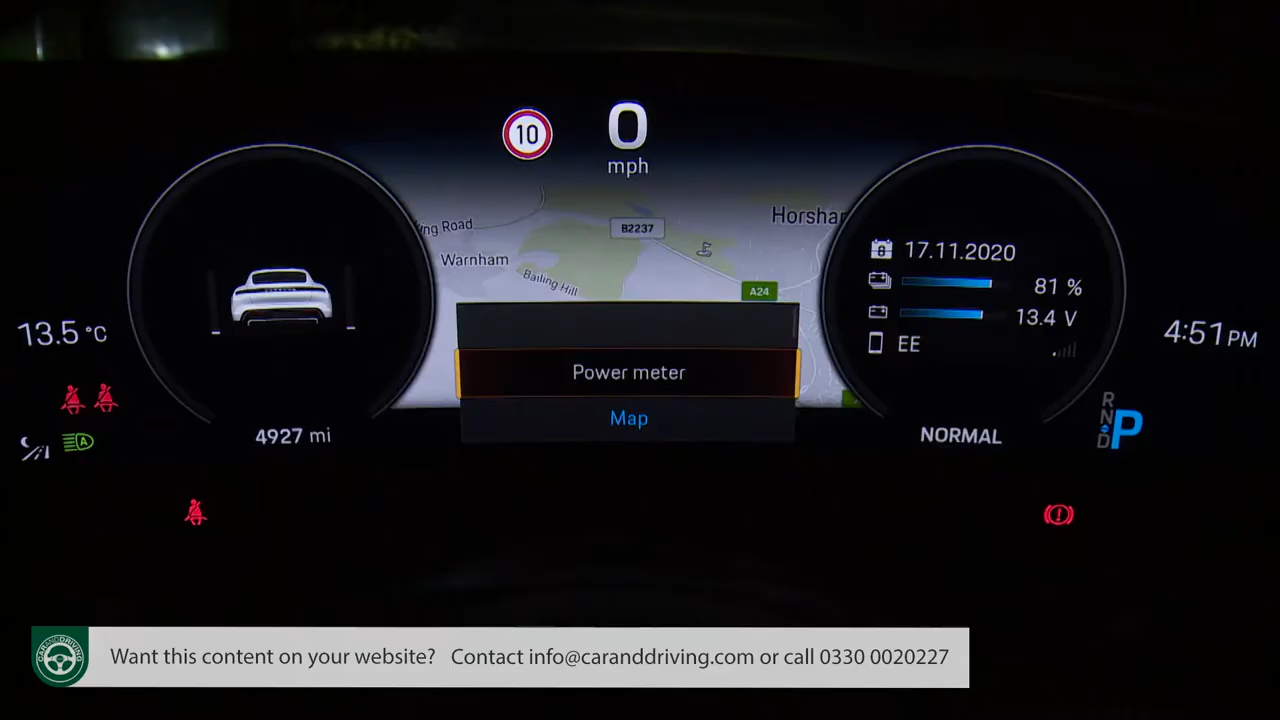 10
0
mph
Horshar
B2237
ing Road
Warnham
Bailing Hill
A24
17.11.2020
81 %
13.4 V
EE
13.5 °C
4:51 PM
Power meter
Map
4927 mi
NORMAL
R
N
D
P
A
CARANDDRIVING
Want this content on your website? Contact info@caranddriving.com or call 0330 0020227